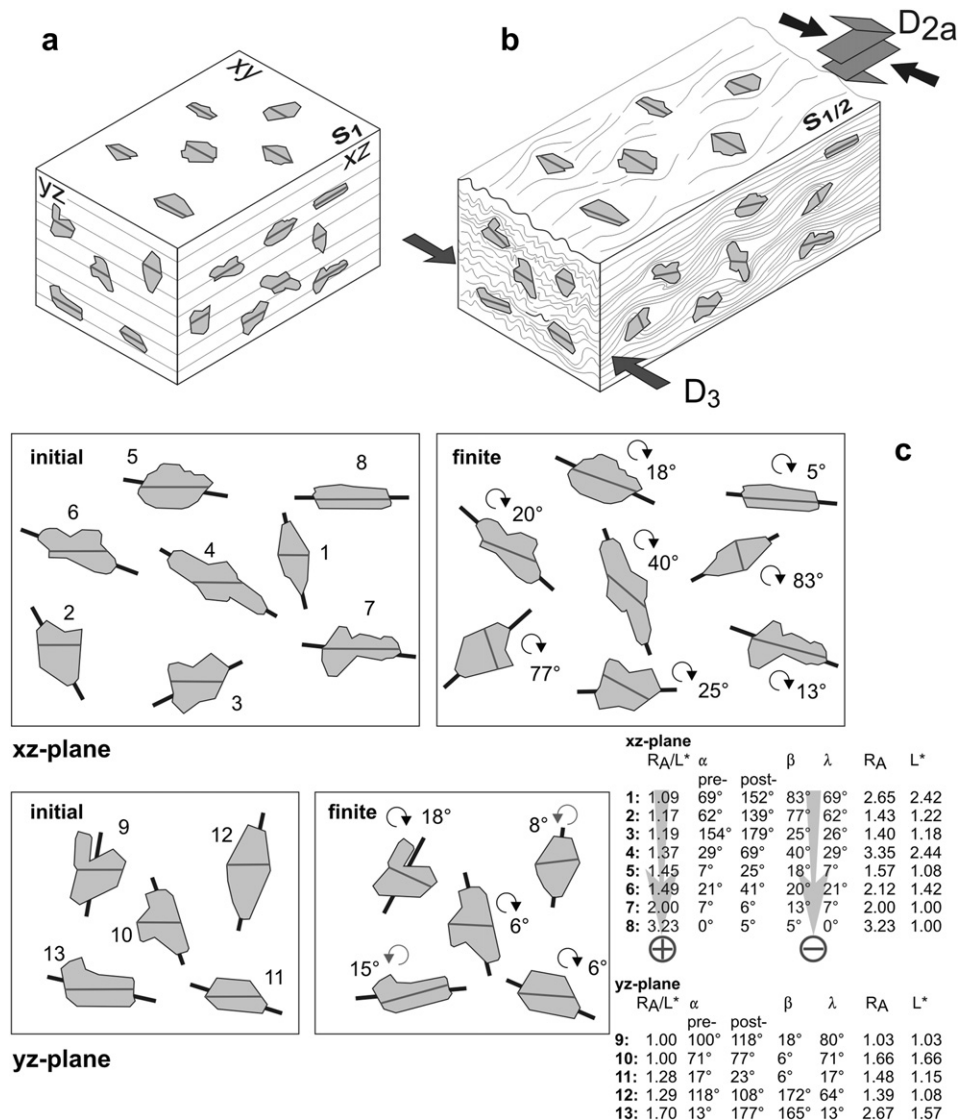 a
b
D2a
xy
S1
xz
yz
S1/2
D3
c
initial
5
8
6
4
1
2
7
3
finite
18°
5°
20°
40°
83°
77°
25°
13°
xz-plane
initial
9
12
10
13
11
finite
18°
8°
6°
15°
6°
yz-plane
xz-plane
RA/L* α β λ RA L*
pre- post-
1: 1.09 69° 152° 83° 69° 2.65 2.42
2: 1.17 62° 139° 77° 62° 1.43 1.22
3: 1.19 154° 179° 25° 26° 1.40 1.18
4: 1.37 29° 69° 40° 29° 3.35 2.44
5: 1.45 7° 25° 18° 7° 1.57 1.08
6: 1.49 21° 41° 20° 21° 2.12 1.42
7: 2.00 7° 6° 13° 7° 2.00 1.00
8: 3.23 0° 5° 5° 0° 3.23 1.00
+ −
yz-plane
RA/L* α β λ RA L*
pre- post-
9: 1.00 100° 118° 18° 80° 1.03 1.03
10: 1.00 71° 77° 6° 71° 1.66 1.66
11: 1.28 17° 23° 6° 17° 1.48 1.15
12: 1.29 118° 108° 172° 64° 1.39 1.08
13: 1.70 13° 177° 165° 13° 2.67 1.57